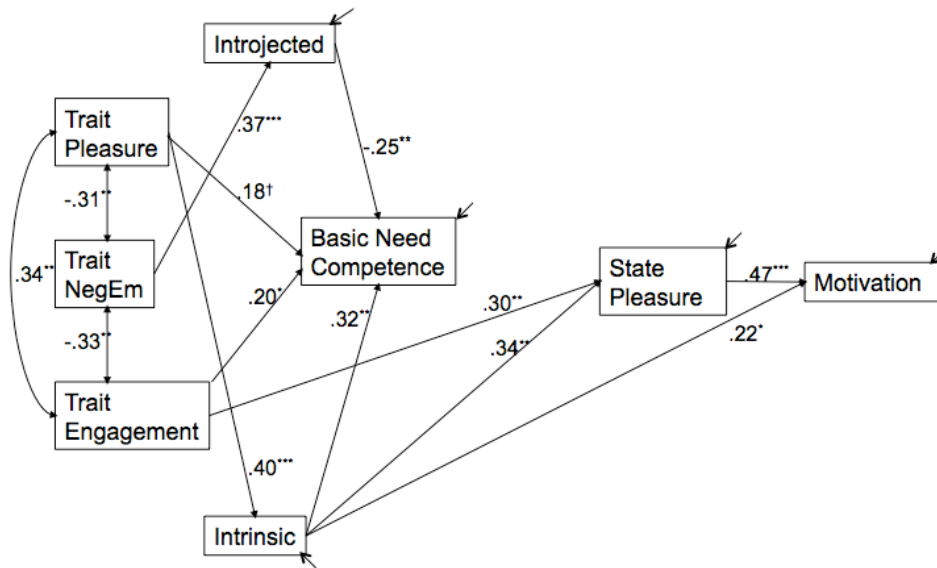 Introjected
Trait
Pleasure
.37***
-.25**
-.31**
.18†
Basic Need
Competence
Trait
NegEm
.34**
State
Pleasure
.47***
Motivation
.20*
.32**
.30**
-.33**
.34**
.22*
Trait
Engagement
.40***
Intrinsic